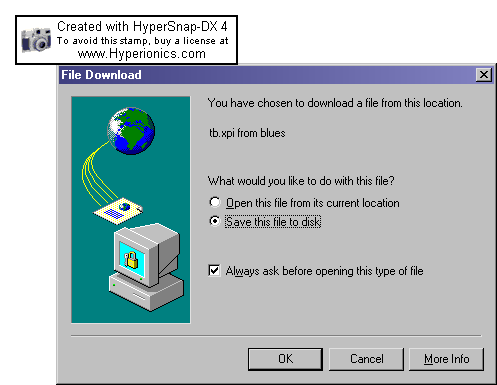 Created with HyperSnap-DX 4
To avoid this stamp, buy a license at
www.Hyperionics.com
File Download
You have chosen to download a file from this location.
tb.xpi from blues
What would you like to do with this file?
Open this file from its current location
Save this file to disk
Always ask before opening this type of file
OK
Cancel
More Info